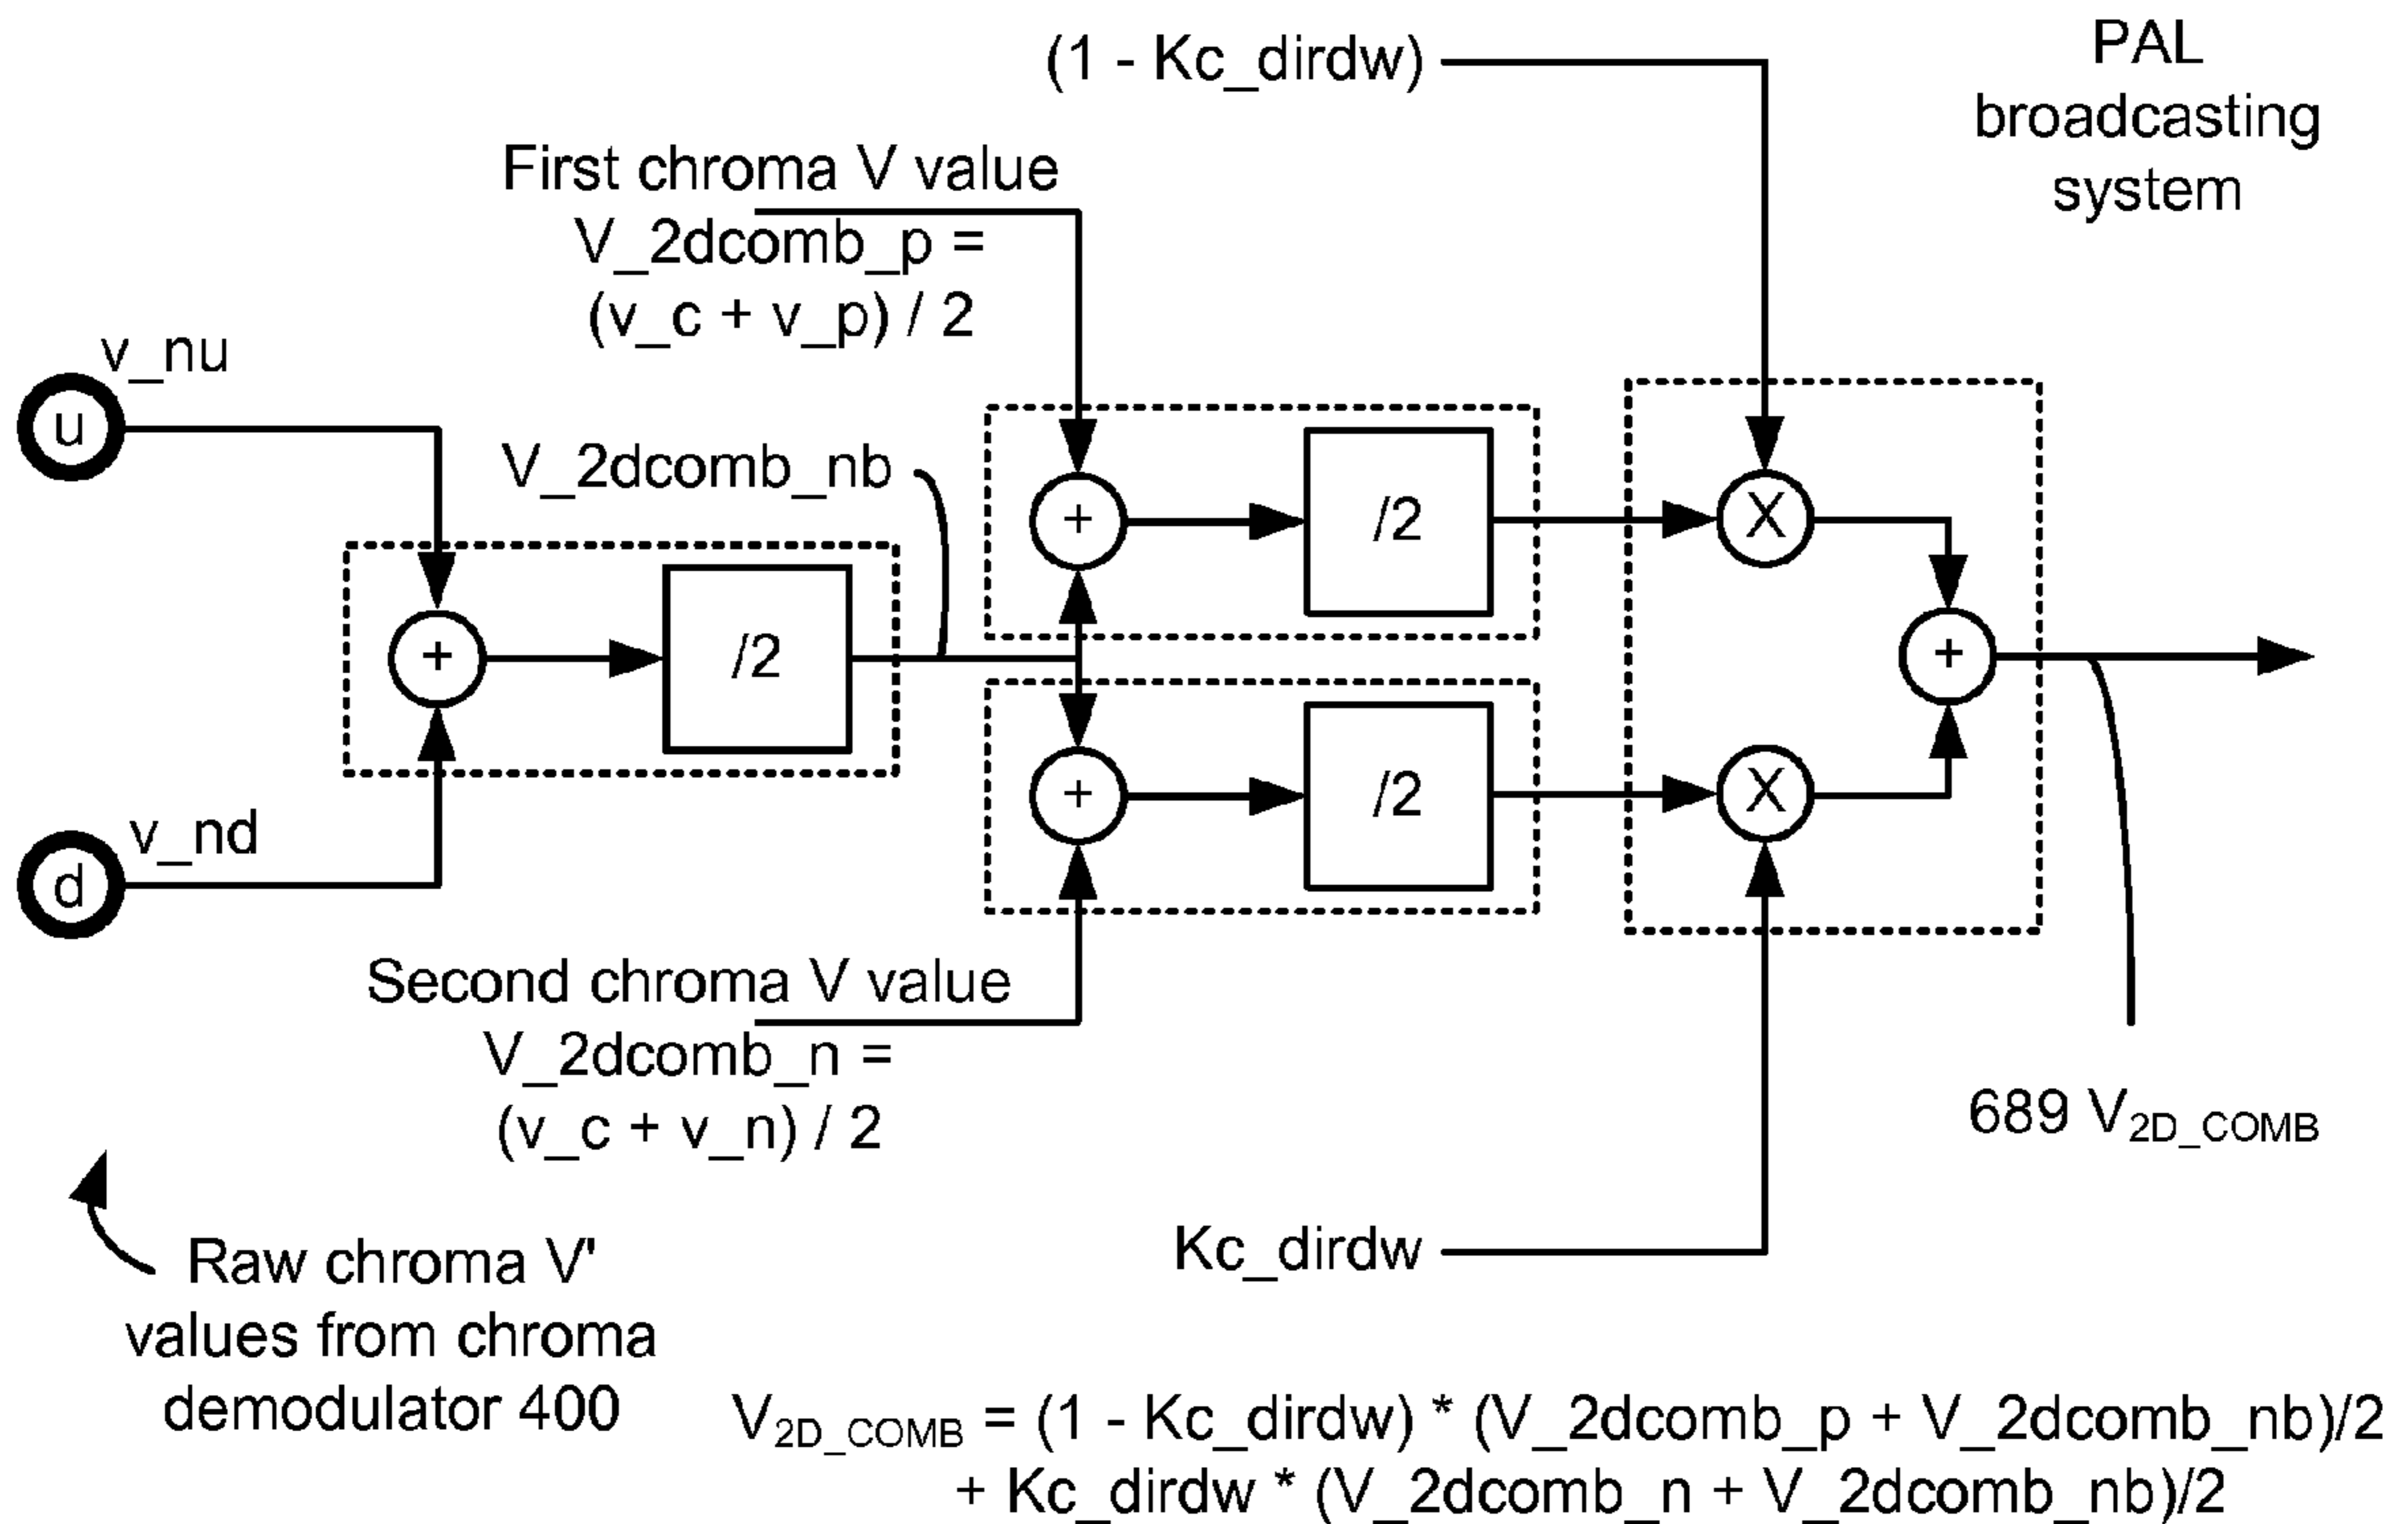 (1 - Kc_dirdw)
PAL
broadcasting
system
First chroma V value
V_2dcomb_p =
(v_c + v_p) / 2
v_nu
u
V_2dcomb_nb
+
/2
X
+
/2
+
+
/2
X
v_nd
d
Second chroma V value
V_2dcomb_n =
(v_c + v_n) / 2
689 V2D_COMB
Kc_dirdw
Raw chroma V'
values from chroma
demodulator 400
V2D_COMB = (1 - Kc_dirdw) * (V_2dcomb_p + V_2dcomb_nb)/2
+ Kc_dirdw * (V_2dcomb_n + V_2dcomb_nb)/2